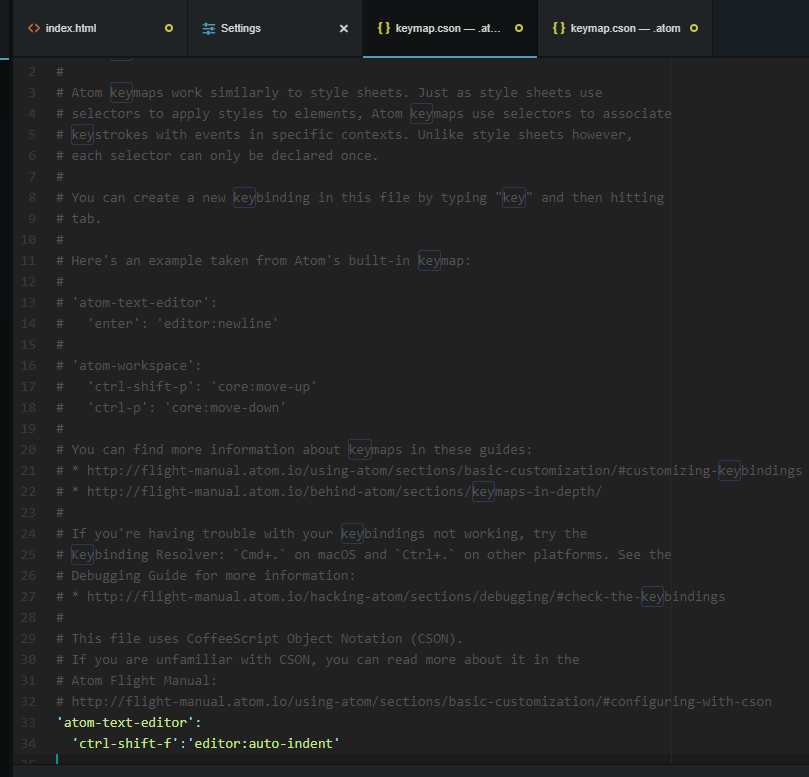 index.html
Settings
keymap.cson — .at...
keymap.cson — .atom
2 #
3 # Atom keymaps work similarly to style sheets. Just as style sheets use
4 # selectors to apply styles to elements, Atom keymaps use selectors to associate
5 # keystrokes with events in specific contexts. Unlike style sheets however,
6 # each selector can only be declared once.
7 #
8 # You can create a new keybinding in this file by typing "key" and then hitting
9 # tab.
10 #
11 # Here's an example taken from Atom's built-in keymap:
12 #
13 # 'atom-text-editor':
14 #   'enter': 'editor:newline'
15 #
16 # 'atom-workspace':
17 #   'ctrl-shift-p': 'core:move-up'
18 #   'ctrl-p': 'core:move-down'
19 #
20 # You can find more information about keymaps in these guides:
21 # * http://flight-manual.atom.io/using-atom/sections/basic-customization/#customizing-keybindings
22 # * http://flight-manual.atom.io/behind-atom/sections/keymaps-in-depth/
23 #
24 # If you're having trouble with your keybindings not working, try the
25 # Keybinding Resolver: `Cmd+.` on macOS and `Ctrl+.` on other platforms. See the
26 # Debugging Guide for more information:
27 # * http://flight-manual.atom.io/hacking-atom/sections/debugging/#check-the-keybindings
28 #
29 # This file uses CoffeeScript Object Notation (CSON).
30 # If you are unfamiliar with CSON, you can read more about it in the
31 # Atom Flight Manual:
32 # http://flight-manual.atom.io/using-atom/sections/basic-customization/#configuring-with-cson
33 'atom-text-editor':
34   'ctrl-shift-f':'editor:auto-indent'
35